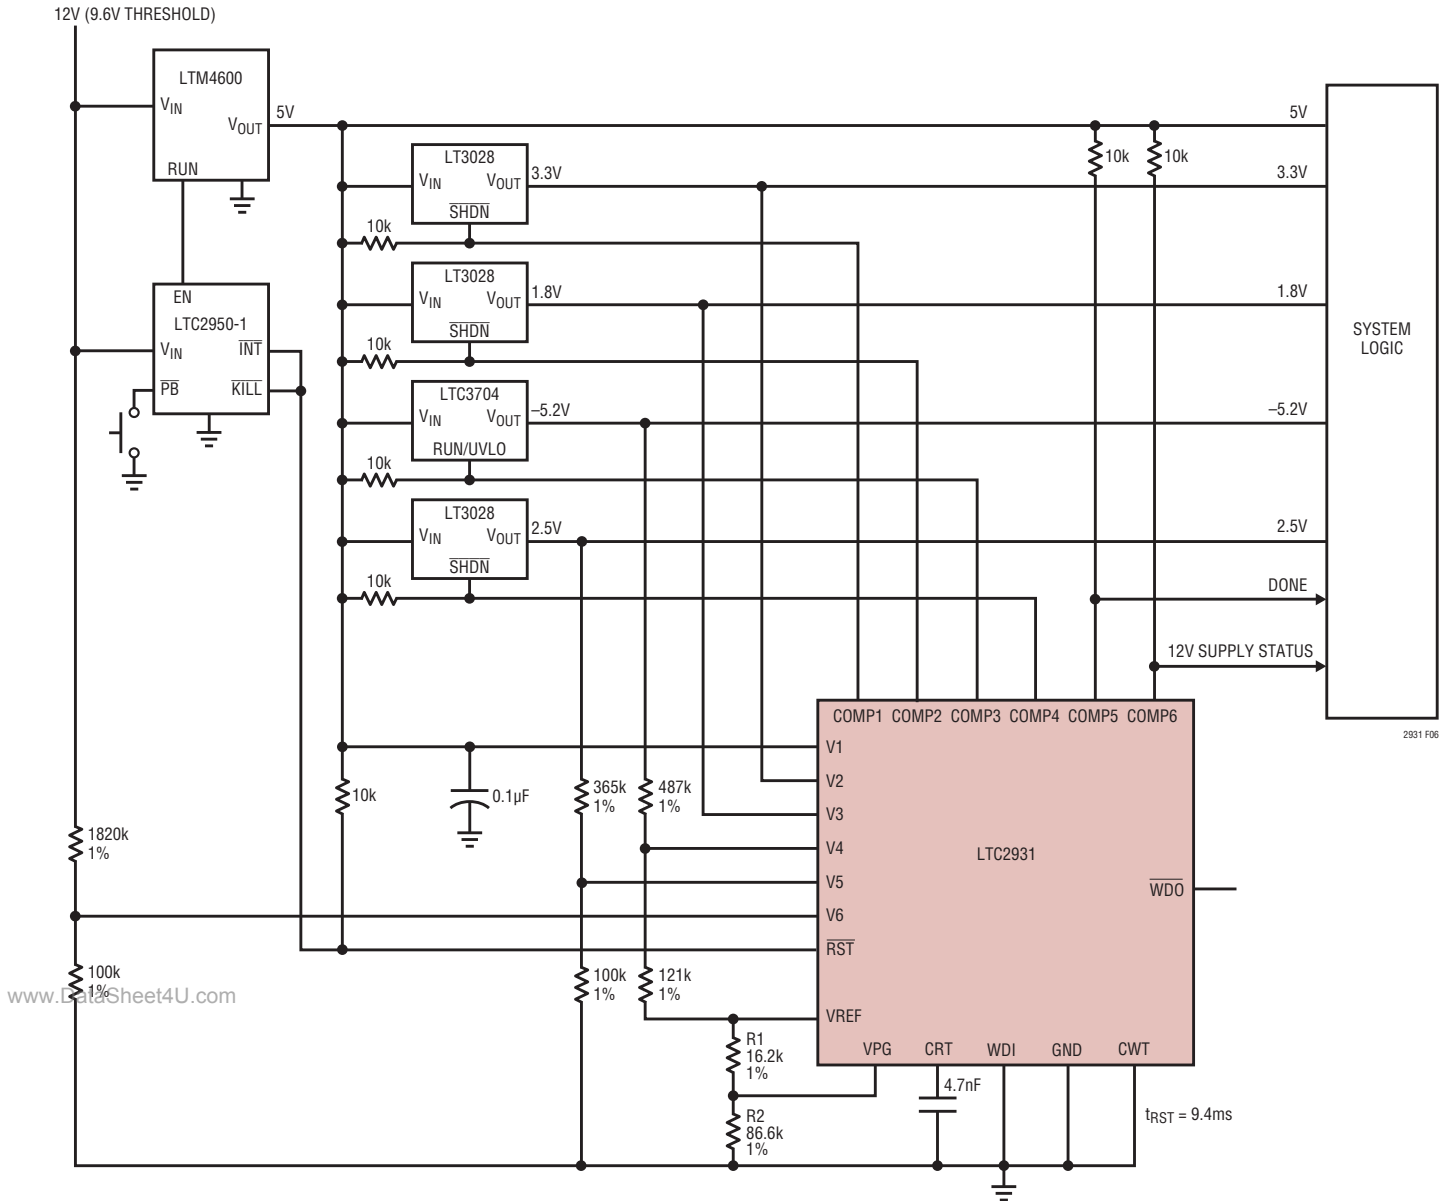 12V (9.6V THRESHOLD)
LTM4600
VIN
VOUT
RUN
5V
5V
LT3028
VIN
VOUT
SHDN
3.3V
10k
10k
3.3V
10k
EN
LTC2950-1
VIN
INT
PB
KILL
LT3028
VIN
VOUT
SHDN
1.8V
1.8V
10k
SYSTEM
LOGIC
LTC3704
VIN
VOUT
RUN/UVLO
–5.2V
–5.2V
10k
LT3028
VIN
VOUT
SHDN
2.5V
2.5V
10k
DONE
12V SUPPLY STATUS
COMP1 COMP2 COMP3 COMP4 COMP5 COMP6
2931 F06
V1
V2
V3
V4
V5
V6
RST
VREF
LTC2931
WDO
VPG
CRT
WDI
GND
CWT
10k
0.1µF
365k
1%
487k
1%
1820k
1%
100k
1%
100k
1%
121k
1%
www.DataSheet4U.com
R1
16.2k
1%
R2
86.6k
1%
4.7nF
tRST = 9.4ms